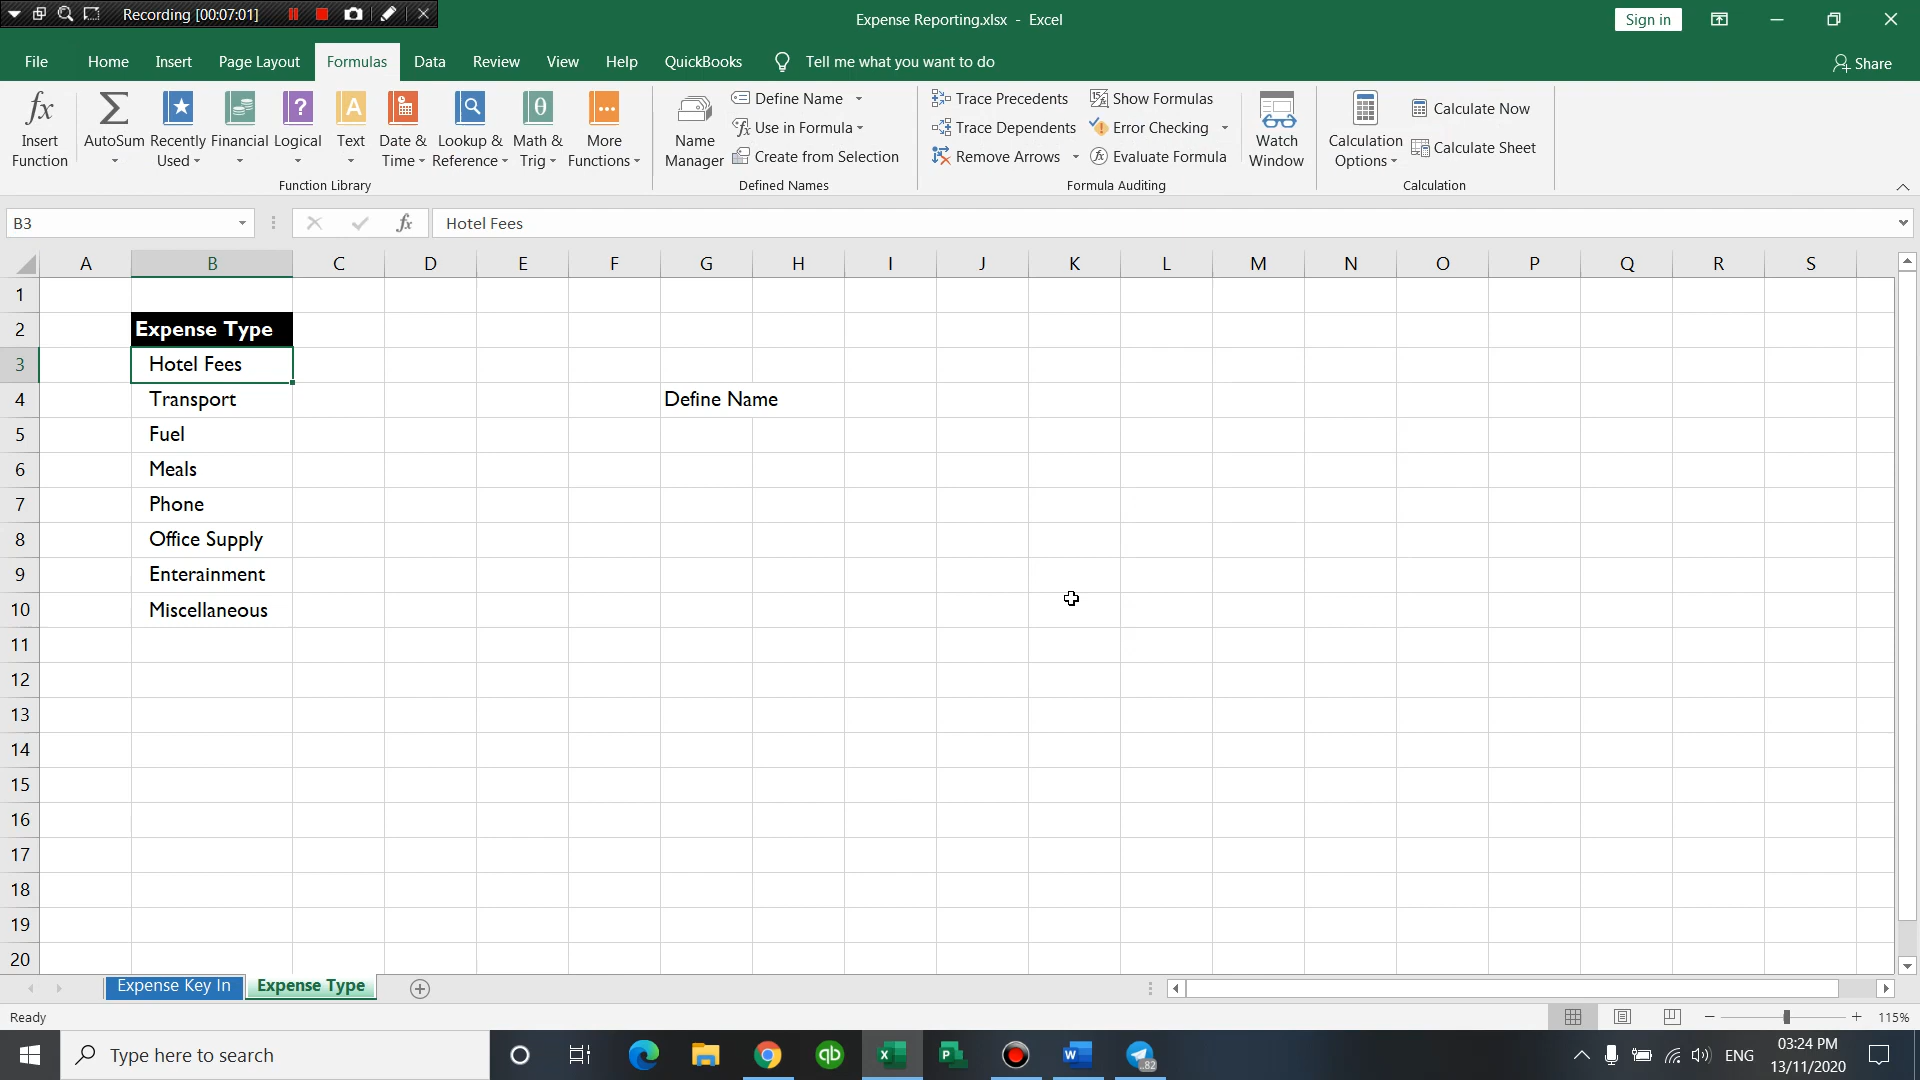 Recording [00:07:01]
Expense Reporting.xlsx - Excel
Sign in
File Home Insert Page Layout Formulas Data Review View Help QuickBooks Tell me what you want to do Share
Insert Function
AutoSum
Recently Used
Financial
Logical
Text
Date & Time
Lookup & Reference
Math & Trig
More Functions
Function Library
Name Manager
Define Name
Use in Formula
Create from Selection
Defined Names
Trace Precedents
Trace Dependents
Remove Arrows
Show Formulas
Error Checking
Evaluate Formula
Formula Auditing
Watch Window
Calculation Options
Calculate Now
Calculate Sheet
Calculation
B3 fx Hotel Fees
A B C D E F G H I J K L M N O P Q R S
1
2 Expense Type
3 Hotel Fees
4 Transport Define Name
5 Fuel
6 Meals
7 Phone
8 Office Supply
9 Enterainment
10 Miscellaneous
11
12
13
14
15
16
17
18
19
20
Expense Key In Expense Type
Ready 115%
Type here to search
82
ENG
03:24 PM
13/11/2020